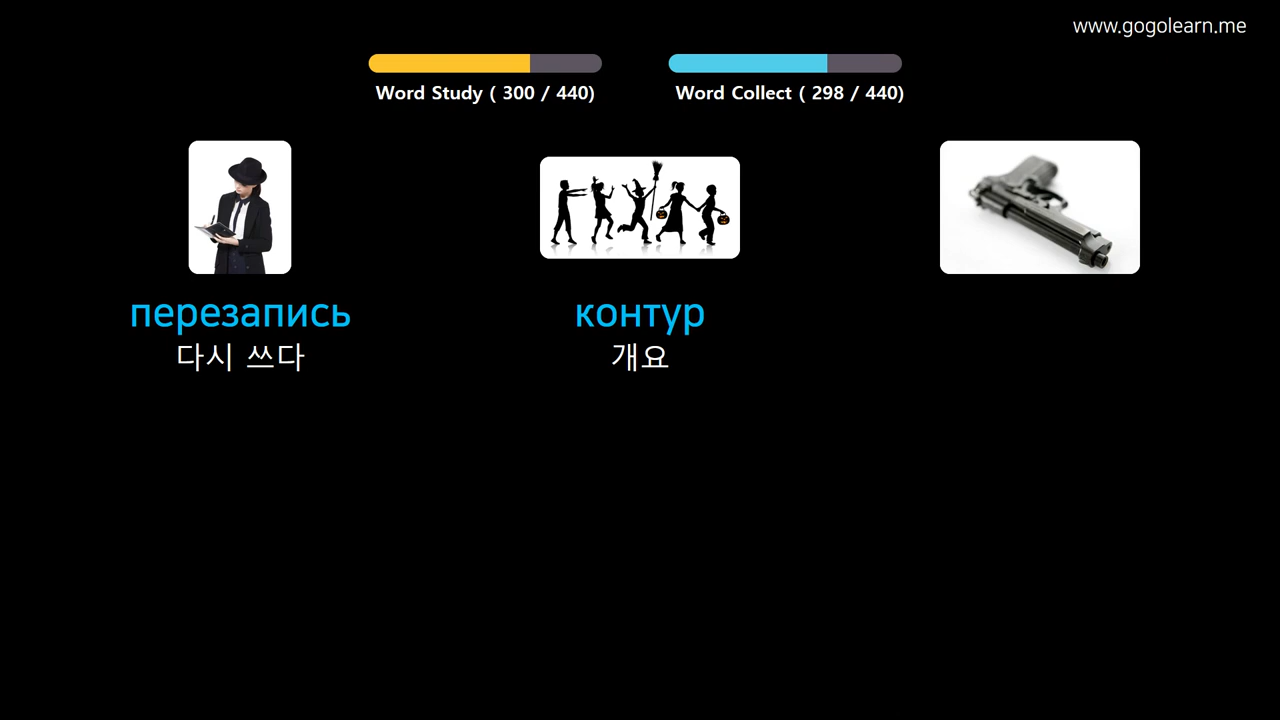 www.gogolearn.me
Word Study ( 300 / 440)
Word Collect ( 298 / 440)
перезапись
다시 쓰다
контур
개요